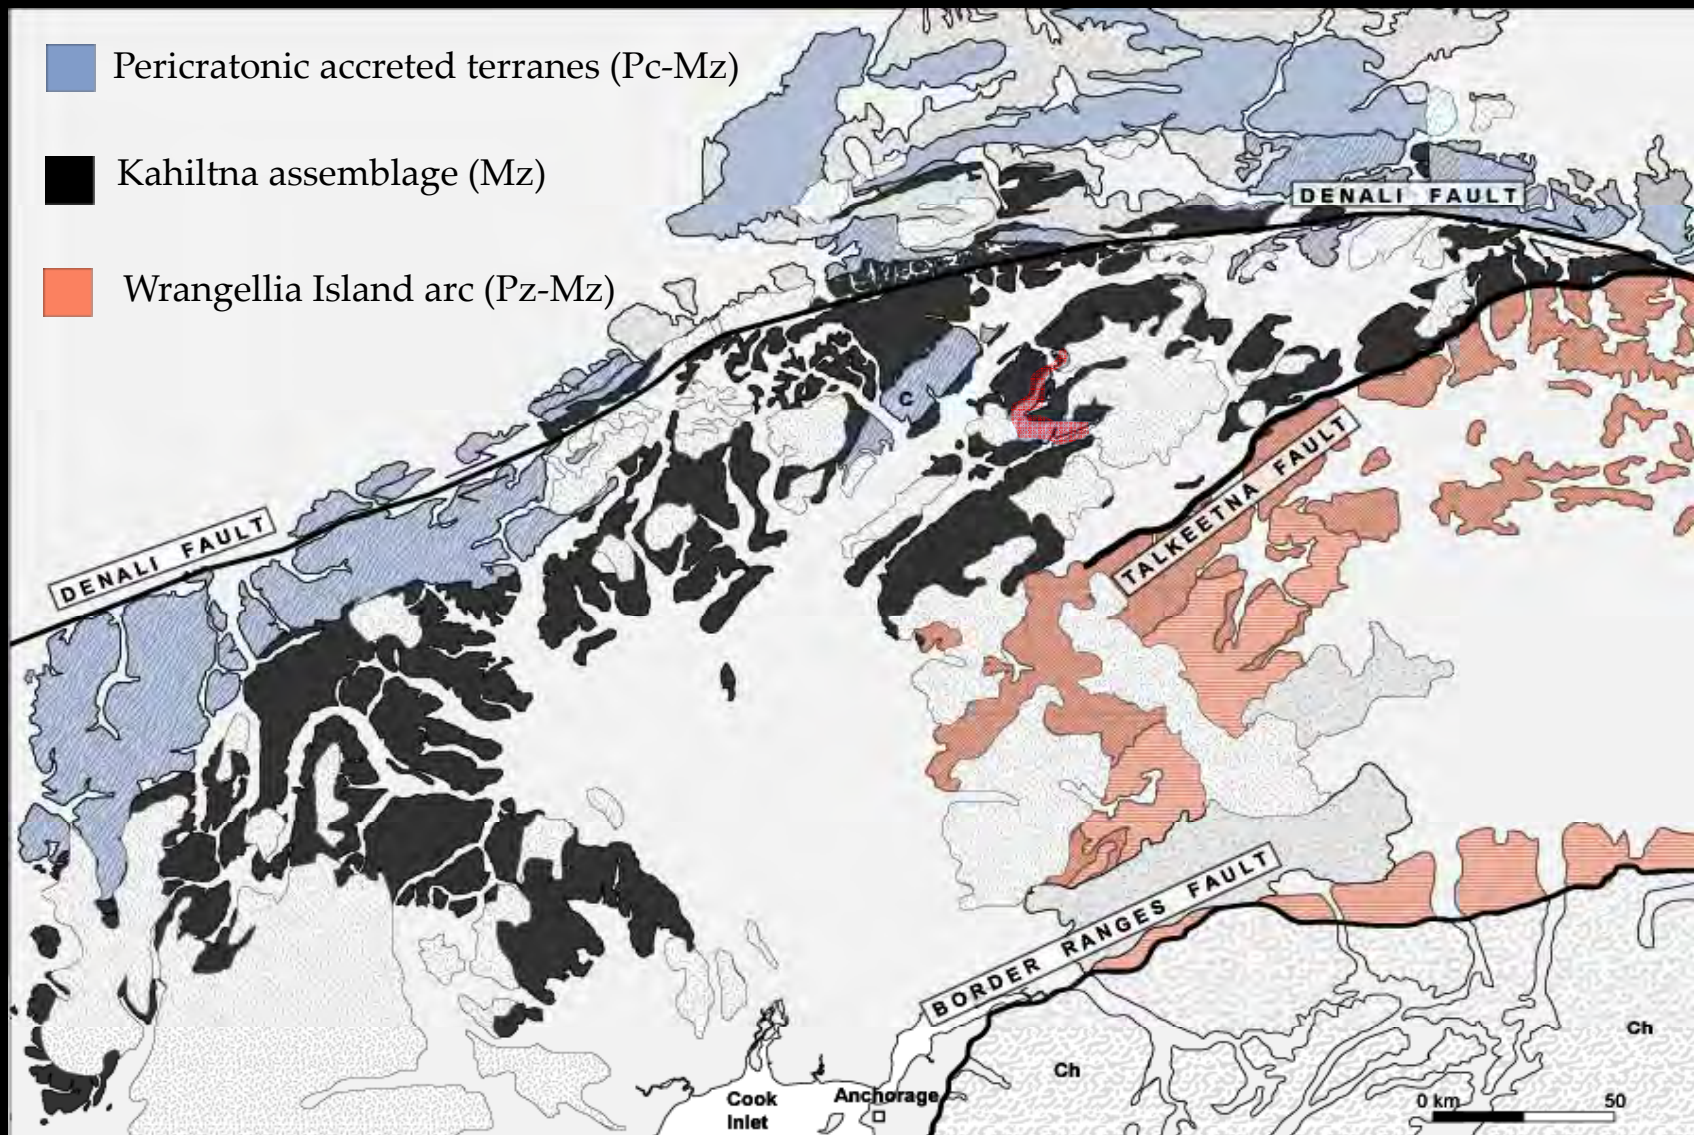 Pericratonic accreted terranes (Pc-Mz)
Kahiltna assemblage (Mz)
Wrangellia Island arc (Pz-Mz)
DENALI FAULT
DENALI FAULT
C
TALKEETNA FAULT
BORDER RANGES FAULT
Ch
Ch
Cook
Inlet
Anchorage
0 km
50